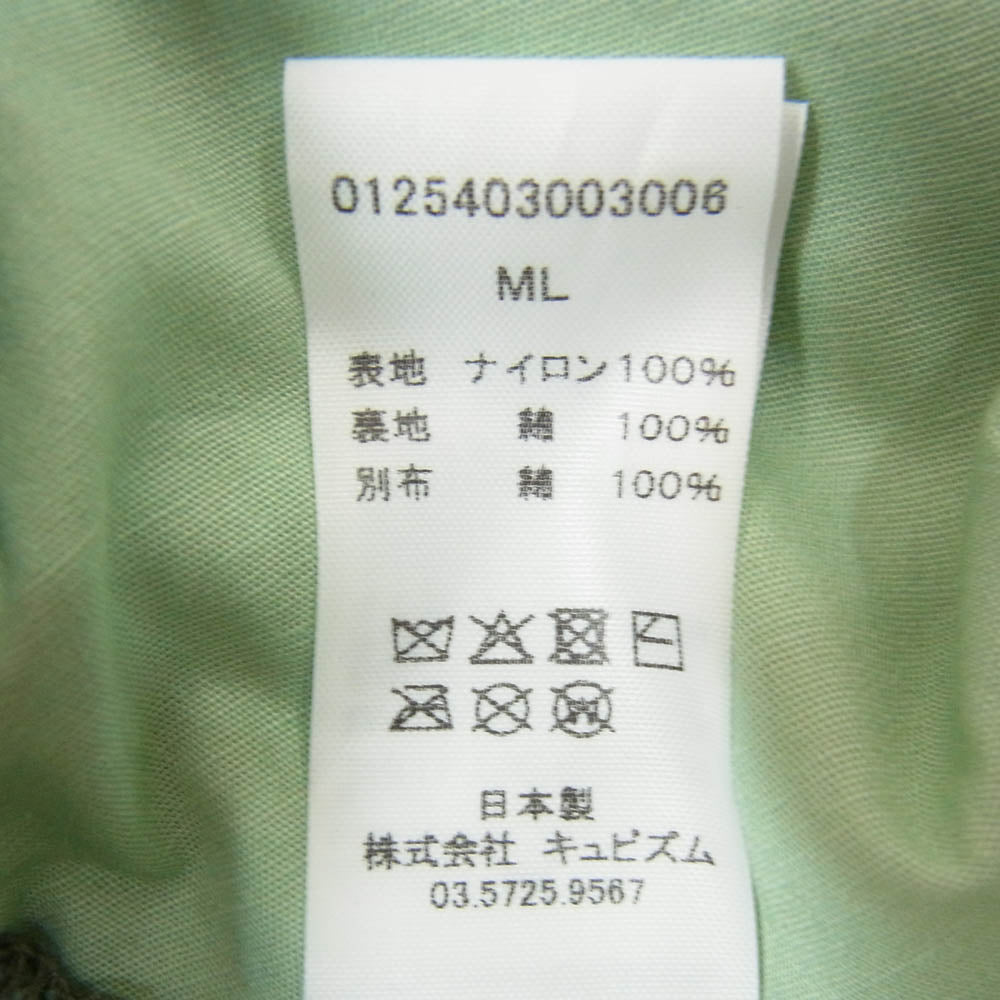 0125403003006
ML
表地 ナイロン100%
裏地 綿 100%
別布 綿 100%
日本製
株式会社 キュビズム
03.5725.9567